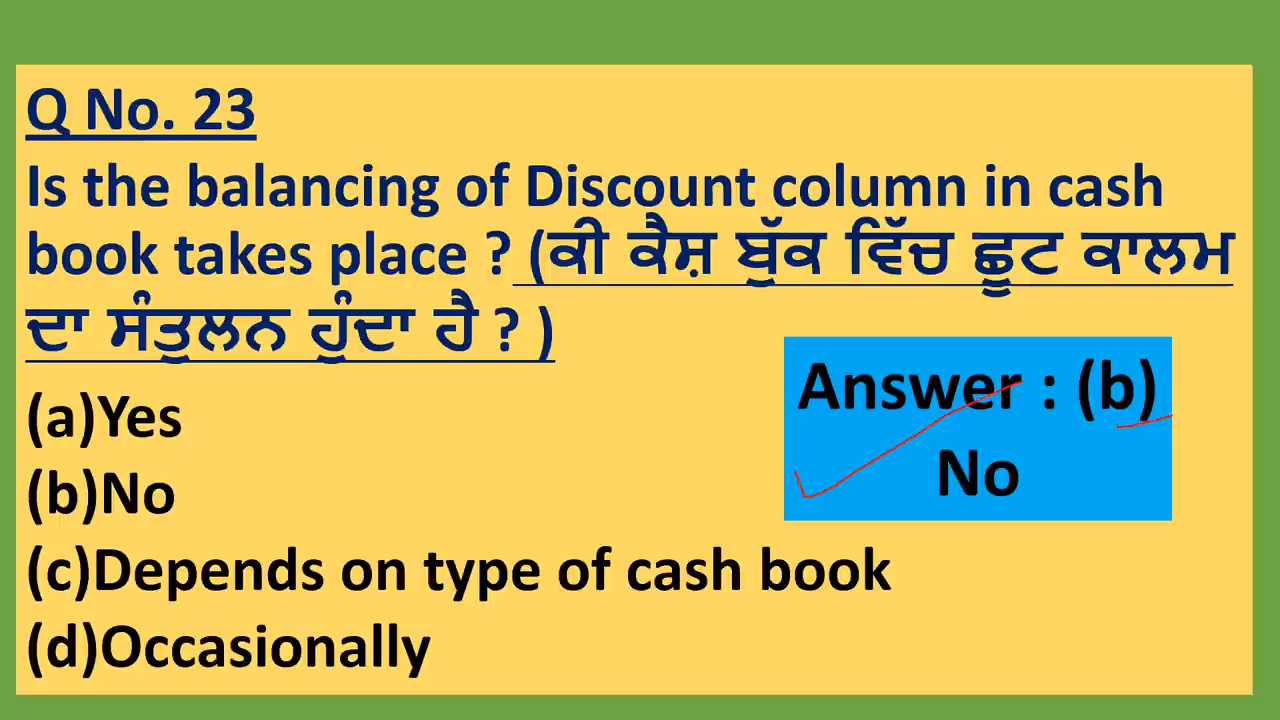 Q No. 23
Is the balancing of Discount column in cash
book takes place ? (ਕੀ ਕੈਸ਼ ਬੁੱਕ ਵਿੱਚ ਛੂਟ ਕਾਲਮ
ਦਾ ਸੰਤੁਲਨ ਹੁੰਦਾ ਹੈ ? )
(a)Yes
(b)No
(c)Depends on type of cash book
(d)Occasionally
Answer : (b)
No